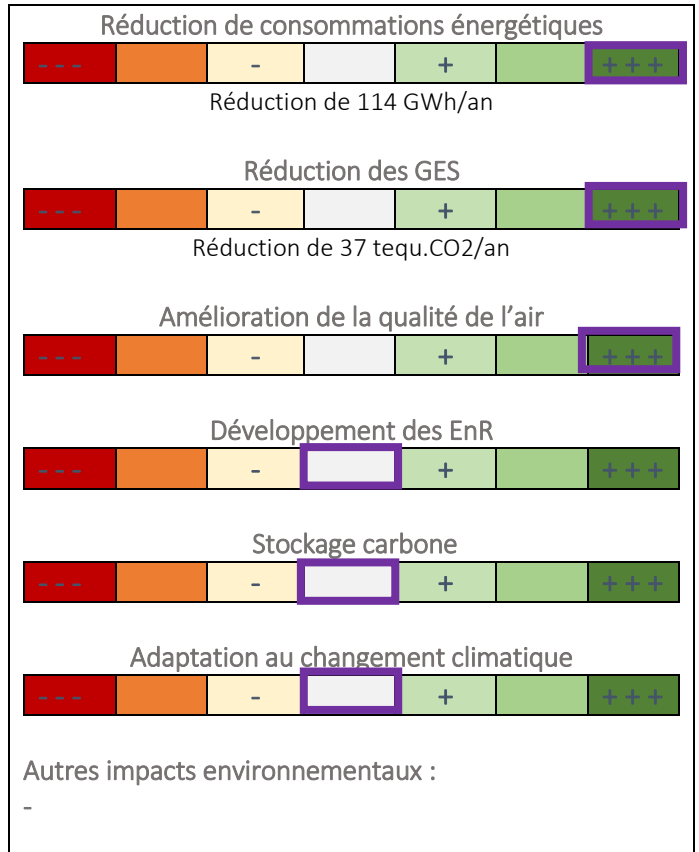 Réduction de consommations énergétiques
- - - - + + + +
Réduction de 114 GWh/an
Réduction des GES
- - - - + + + +
Réduction de 37 tequ.CO2/an
Amélioration de la qualité de l’air
- - - - + + + +
Développement des EnR
- - - - + + + +
Stockage carbone
- - - - + + + +
Adaptation au changement climatique
- - - - + + + +
Autres impacts environnementaux :
-